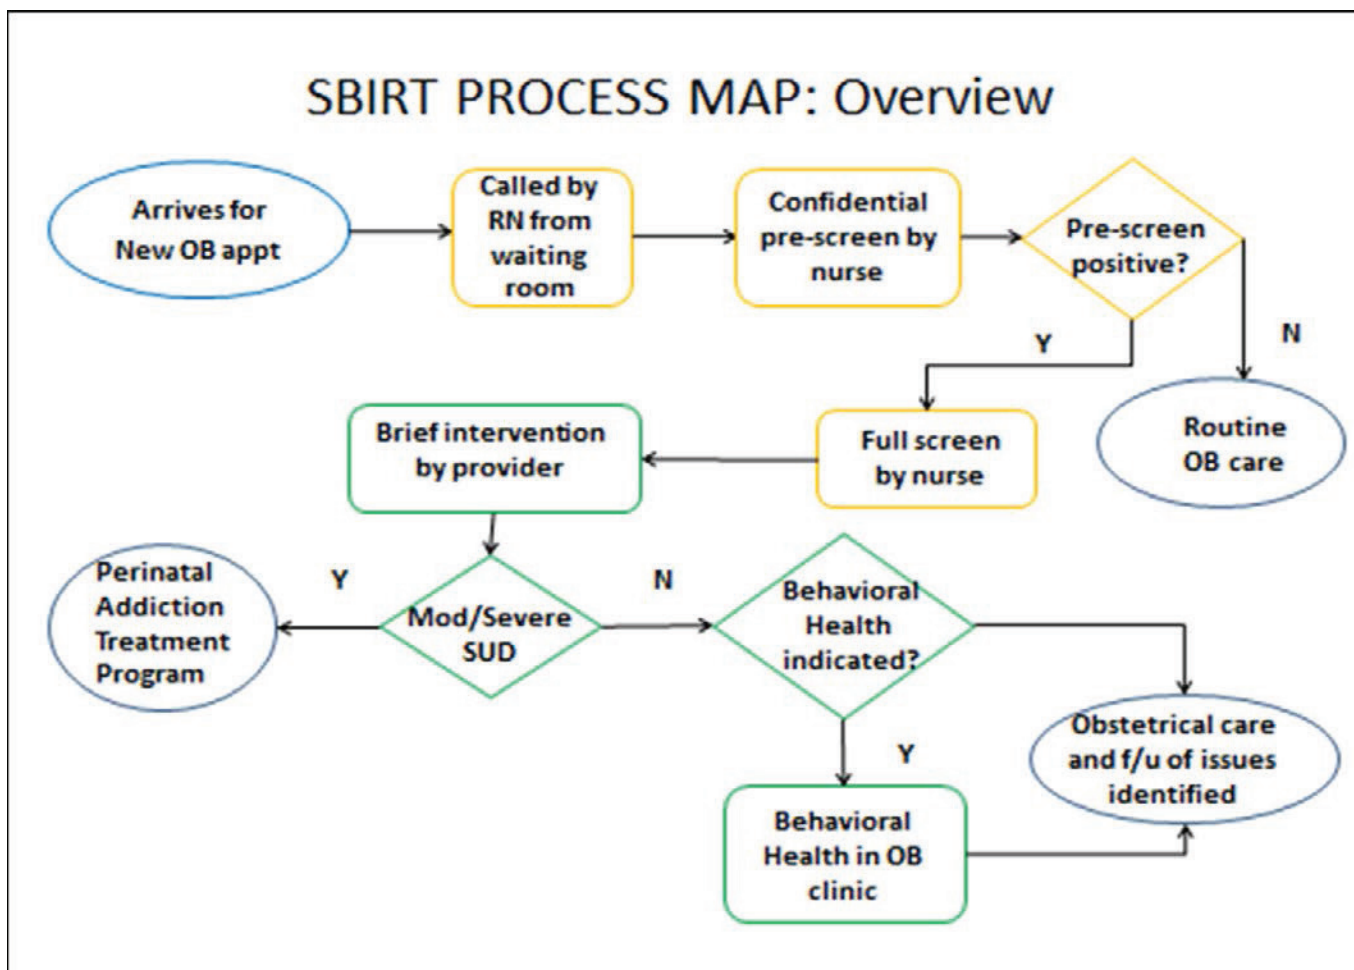 SBIRT PROCESS MAP: Overview
Arrives for
New OB appt
Called by
RN from
waiting
room
Confidential
pre-screen by
nurse
Pre-screen
positive?
Y
N
Brief intervention
by provider
Full screen
by nurse
Routine
OB care
Perinatal
Addiction
Treatment
Program
Y
Mod/Severe
SUD
N
Behavioral
Health
indicated?
Y
Obstetrical care
and f/u of issues
identified
Behavioral
Health in OB
clinic